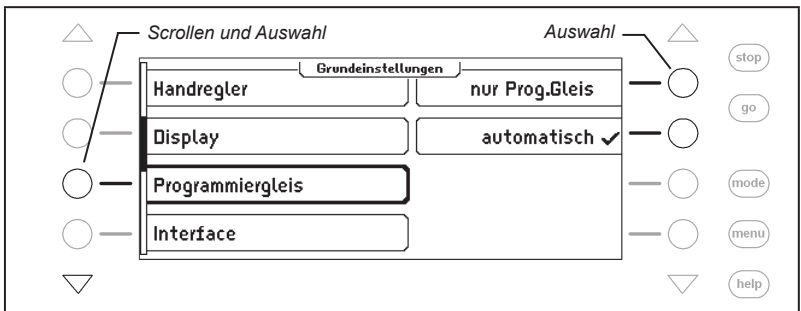 Scrollen und Auswahl
Auswahl
Grundeinstellungen
Handregler
nur Prog.Gleis
Display
automatisch ✓
Programmiergleis
Interface
stop
go
mode
menu
help